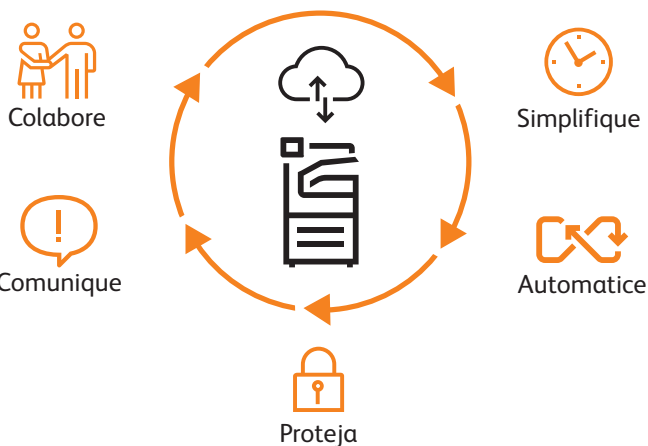 Colabore
Simplifique
Comunique
Automatice
Proteja